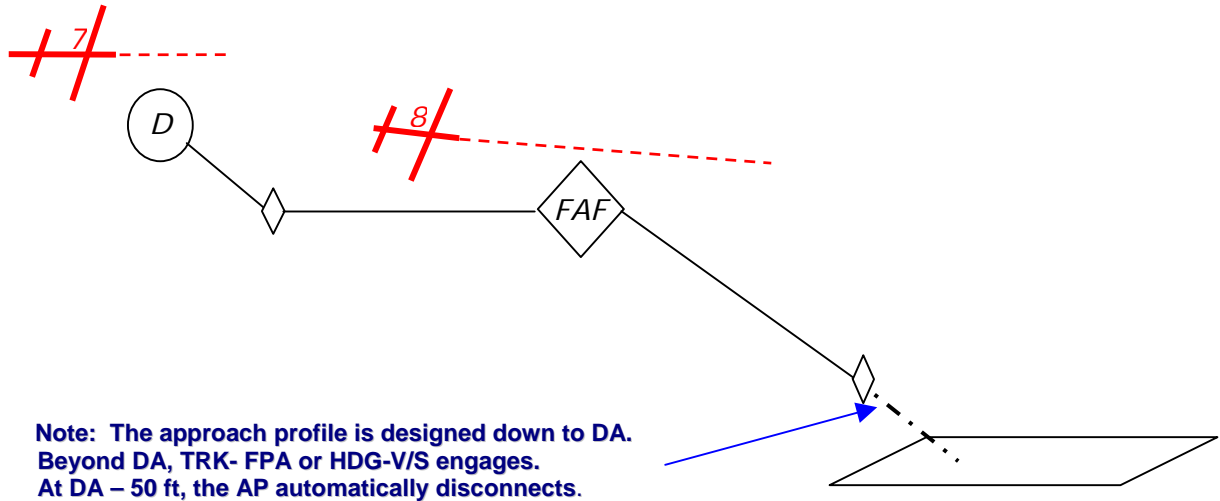 7
D
8
FAF
Note: The approach profile is designed down to DA.
Beyond DA, TRK- FPA or HDG-V/S engages.
At DA – 50 ft, the AP automatically disconnects.